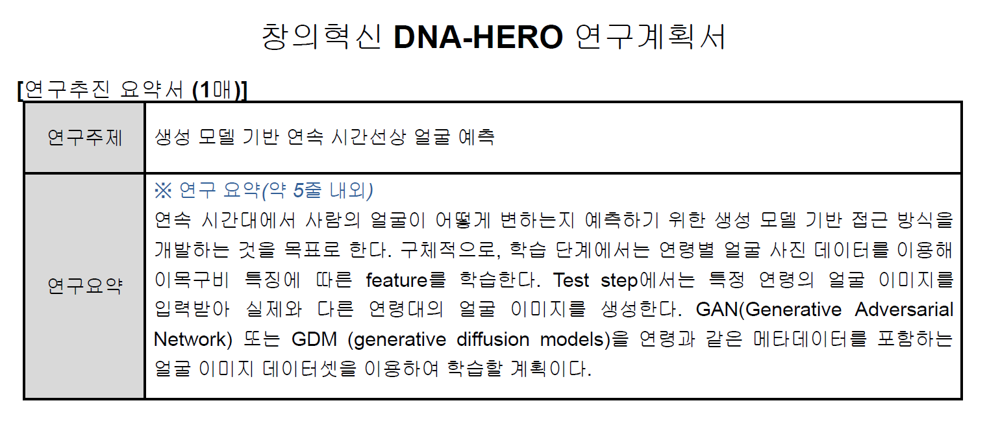 창의혁신 DNA-HERO 연구계획서
[연구추진 요약서 (1매)]
연구주제
생성 모델 기반 연속 시간선상 얼굴 예측
연구요약
※ 연구 요약(약 5줄 내외)
연속 시간대에서 사람의 얼굴이 어떻게 변하는지 예측하기 위한 생성 모델 기반 접근 방식을
개발하는 것을 목표로 한다. 구체적으로, 학습 단계에서는 연령별 얼굴 사진 데이터를 이용해
이목구비 특징에 따른 feature를 학습한다. Test step에서는 특정 연령의 얼굴 이미지를
입력받아 실제와 다른 연령대의 얼굴 이미지를 생성한다. GAN(Generative Adversarial
Network) 또는 GDM (generative diffusion models)을 연령과 같은 메타데이터를 포함하는
얼굴 이미지 데이터셋을 이용하여 학습할 계획이다.